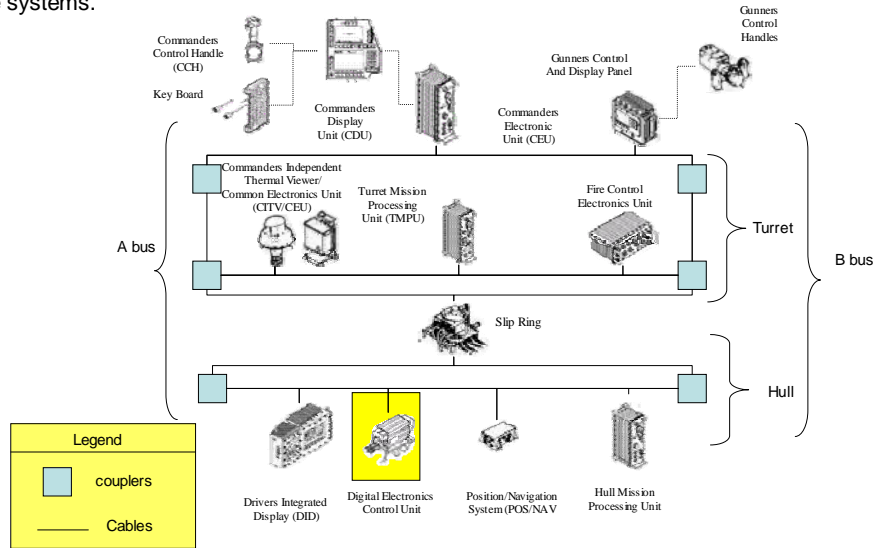 e systems.
Commanders
Control Handle
(CCH)
Key Board
Commanders
Display
Unit (CDU)
Commanders
Electronic
Unit (CEU)
Gunners Control
And Display Panel
Gunners
Control
Handles
Commanders Independent
Thermal Viewer/
Common Electronics Unit
(CITV/CEU)
Turret Mission
Processing
Unit (TMPU)
Fire Control
Electronics Unit
Turret
A bus
B bus
Slip Ring
Hull
Drivers Integrated
Display (DID)
Digital Electronics
Control Unit
Position/Navigation
System (POS/NAV
Hull Mission
Processing Unit
Legend
couplers
Cables